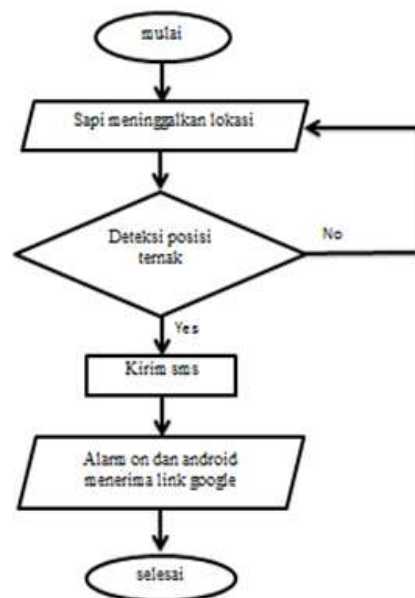 mulai
Sapi meninggalkan lokasi
Deteksi posisi
ternak
No
Yes
Kirim sms
Alarm on dan android
menerima link google
selesai